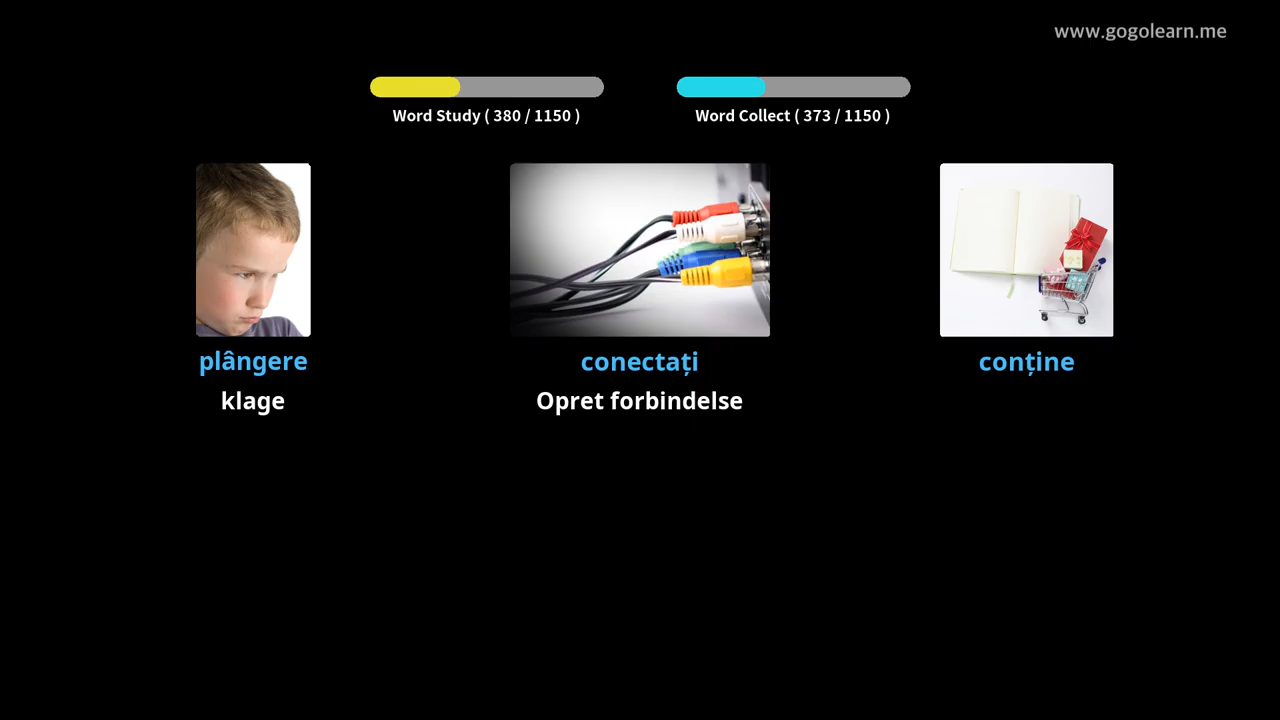 www.gogolearn.me
Word Study ( 380 / 1150 )
Word Collect ( 373 / 1150 )
plângere
conectați
conține
klage
Opret forbindelse